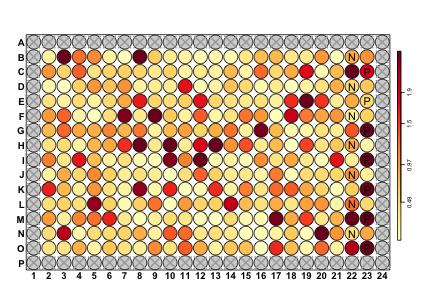 A
B N
C P
D N
E P
F N
G P
H N
I P
J N
K P
L N
M P
N N
O P
P
1 2 3 4 5 6 7 8 9 10 11 12 13 14 15 16 17 18 19 20 21 22 23 24
1.9
1.5
0.97
0.49